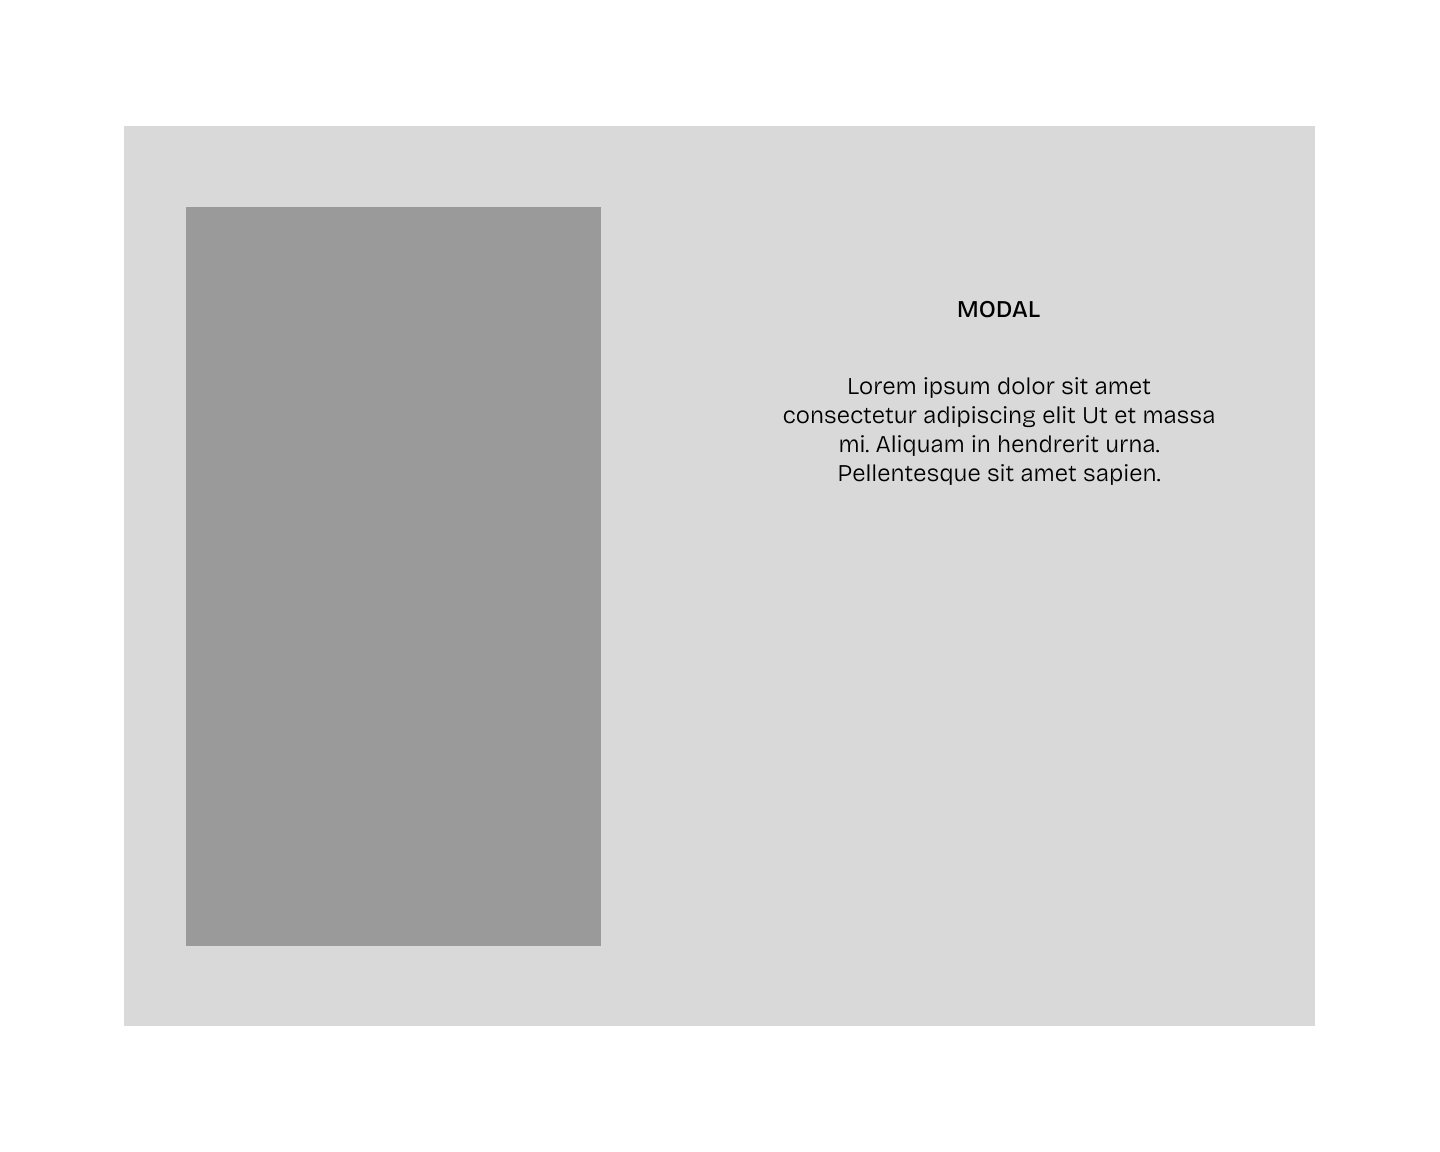 MODAL
Lorem ipsum dolor sit amet
consectetur adipiscing elit Ut et massa
mi. Aliquam in hendrerit urna.
Pellentesque sit amet sapien.